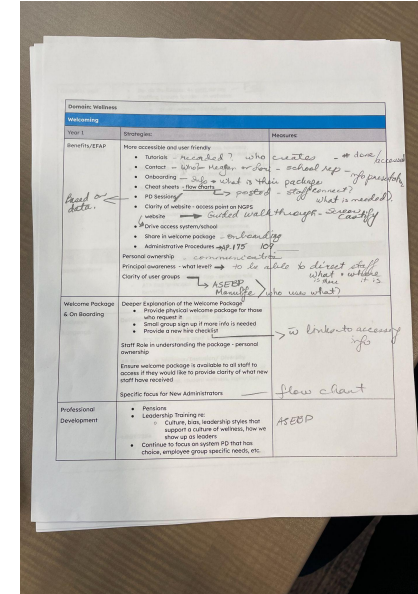 Domain: Wellness
Welcoming
Year 1 Strategies: Measures:
Benefits/EFAP More accessible and user friendly
• Tutorials - recorded? who creates - # done/accessed
• Contact - who? - Heather or Don, - school rep - info presentation
• Onboarding - Info - what is their package
• Cheat sheets - flow charts → posted - staff connect?
• PD Sessions what is needed?
based on data.
• Clarity of website - access point on NGPS
website → Guided walkthrough - Screencastify
• Drive access system/school
• Share in welcome package - onboarding
• Administrative Procedures → AP.175 109
Personal ownership - communication
Principal awareness - what level? → to be able to direct staff
what + where is there it is
Clarity of user groups → ASEBP
Manulife who uses what?
Welcome Package Deeper Explanation of the Welcome Package
& On Boarding • Provide physical welcome package for those
who request it
• Small group sign up if more info is needed
• Provide a new hire checklist → w links to accessing
info
Staff Role in understanding the package - personal
ownership
Ensure welcome package is available to all staff to
access if they would like to provide clarity of what new
staff have received
Specific focus for New Administrators — flow chart
Professional • Pensions
Development • Leadership Training re: ASEBP
○ Culture, bias, leadership styles that
support a culture of wellness, how we
show up as leaders
• Continue to focus on system PD that has
choice, employee group specific needs, etc.